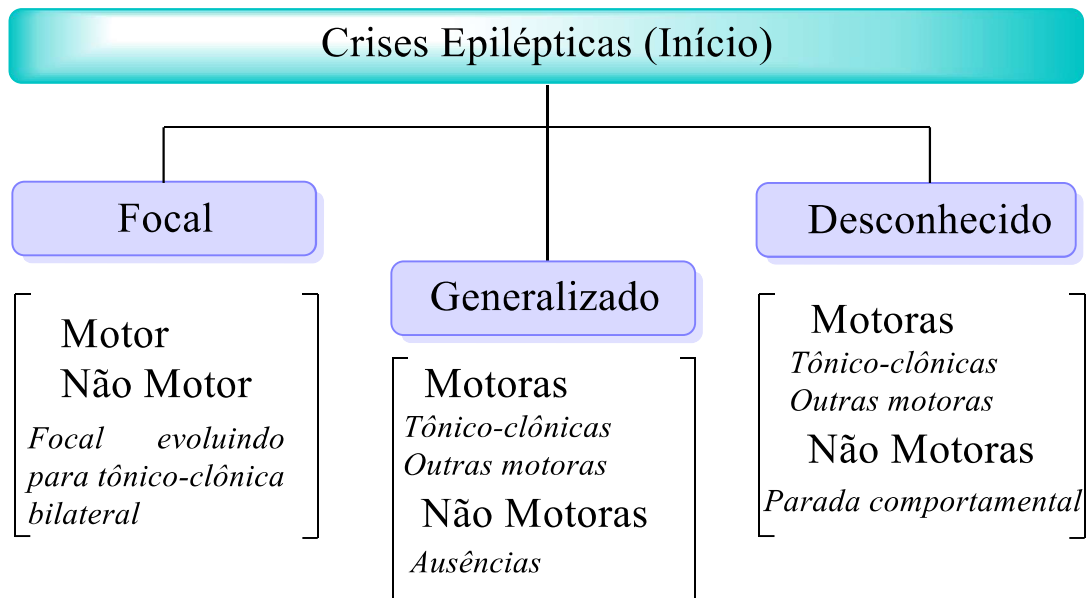 Crises Epilépticas (Início)
Focal
Motor
Não Motor
Focal evoluindo
para tônico-clônica
bilateral
Generalizado
Motoras
Tônico-clônicas
Outras motoras
Não Motoras
Ausências
Desconhecido
Motoras
Tônico-clônicas
Outras motoras
Não Motoras
Parada comportamental